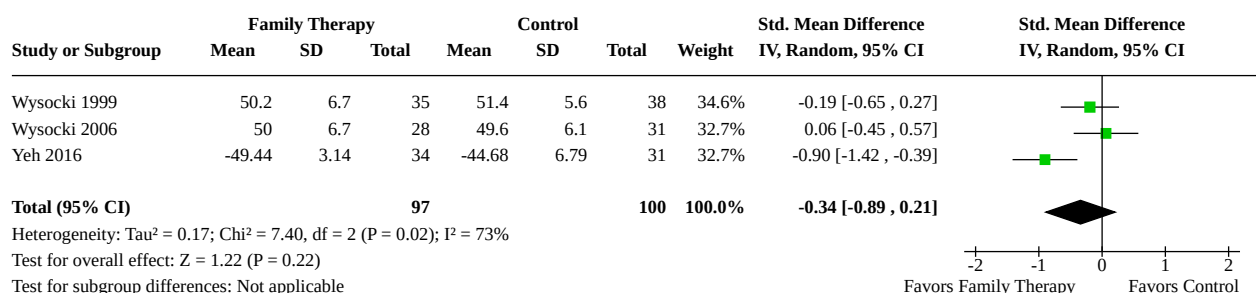 Family Therapy Control Std. Mean Difference Std. Mean Difference
Study or Subgroup Mean SD Total Mean SD Total Weight IV, Random, 95% CI IV, Random, 95% CI
Wysocki 1999 50.2 6.7 35 51.4 5.6 38 34.6% -0.19 [-0.65 , 0.27]
Wysocki 2006 50 6.7 28 49.6 6.1 31 32.7% 0.06 [-0.45 , 0.57]
Yeh 2016 -49.44 3.14 34 -44.68 6.79 31 32.7% -0.90 [-1.42 , -0.39]
Total (95% CI) 97 100 100.0% -0.34 [-0.89 , 0.21]
Heterogeneity: Tau² = 0.17; Chi² = 7.40, df = 2 (P = 0.02); I² = 73%
Test for overall effect: Z = 1.22 (P = 0.22)
-2 -1 0 1 2
Test for subgroup differences: Not applicable Favors Family Therapy Favors Control